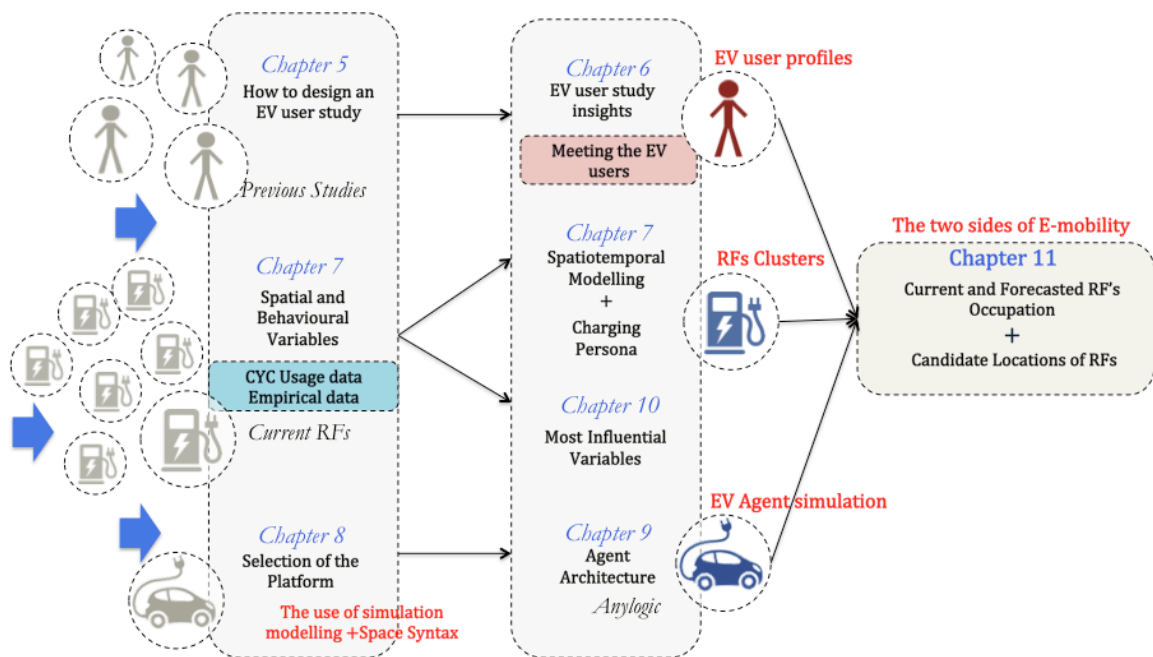 Chapter 5
How to design an
EV user study
Previous Studies
Chapter 7
Spatial and
Behavioural
Variables
CYC Usage data
Empirical data
Current RFs
Chapter 8
Selection of the
Platform
The use of simulation
modelling +Space Syntax
Chapter 6
EV user study
insights
Meeting the EV
users
Chapter 7
Spatiotemporal
Modelling
+
Charging
Persona
Chapter 10
Most Influential
Variables
Chapter 9
Agent
Architecture
Anylogic
EV user profiles
RFs Clusters
EV Agent simulation
The two sides of E-mobility
Chapter 11
Current and Forecasted RF's
Occupation
+
Candidate Locations of RFs